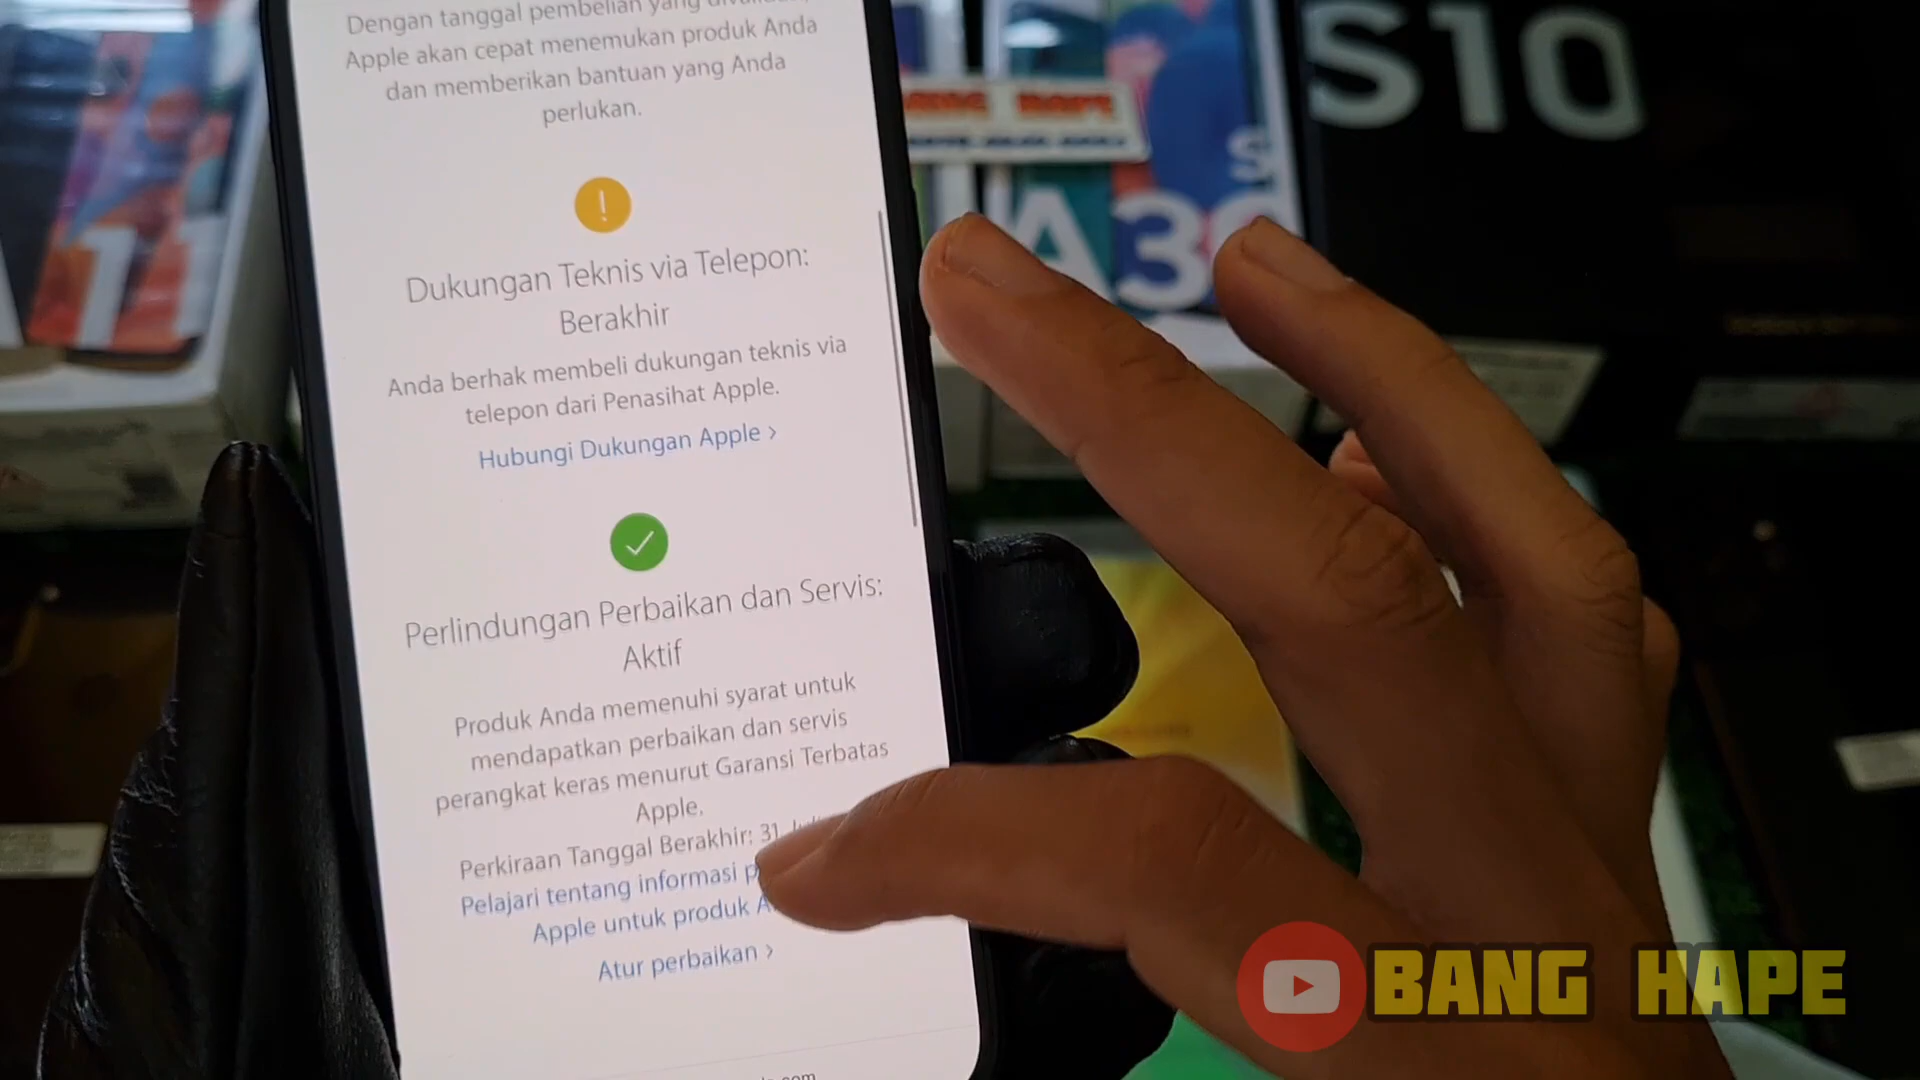 Dengan tanggal pembelian yang
Apple akan cepat menemukan produk Anda
dan memberikan bantuan yang Anda
perlukan.
Dukungan Teknis via Telepon:
Berakhir
Anda berhak membeli dukungan teknis via
telepon dari Penasihat Apple.
Hubungi Dukungan Apple >
Perlindungan Perbaikan dan Servis:
Aktif
Produk Anda memenuhi syarat untuk
mendapatkan perbaikan dan servis
perangkat keras menurut Garansi Terbatas
Apple.
Perkiraan Tanggal Berakhir: 31
Pelajari tentang informasi
Apple untuk produk
Atur perbaikan >
11
S10
HAPE
s
A30
BANG HAPE